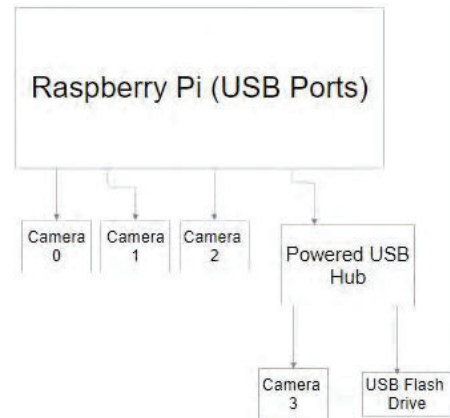 Raspberry Pi (USB Ports)
Camera
0
Camera
1
Camera
2
Powered USB
Hub
Camera
3
USB Flash
Drive